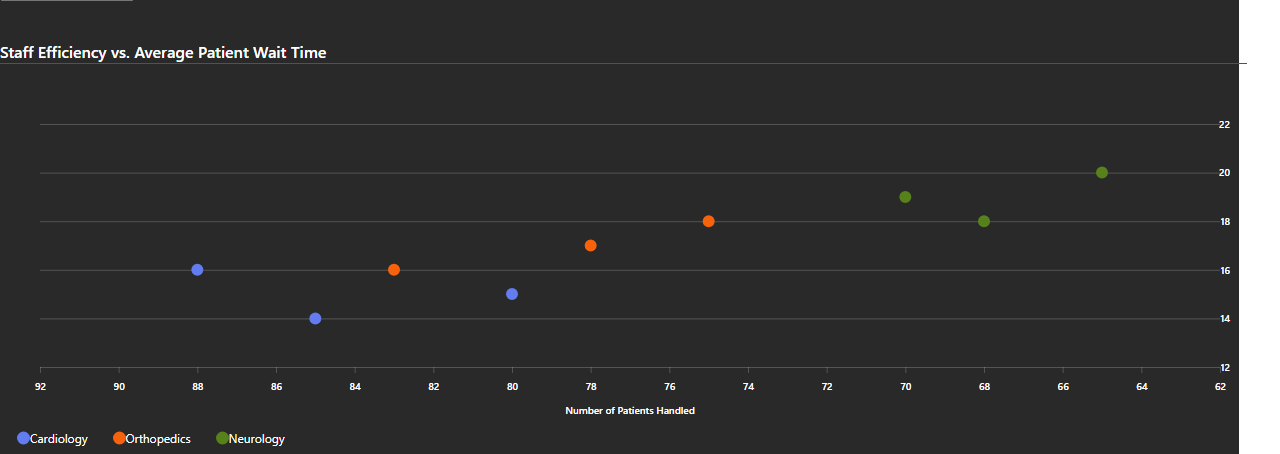 Staff Efficiency vs. Average Patient Wait Time
22
20
18
16
14
12
92 90 88 86 84 82 80 78 76 74 72 70 68 66 64 62
Number of Patients Handled
Cardiology Orthopedics Neurology